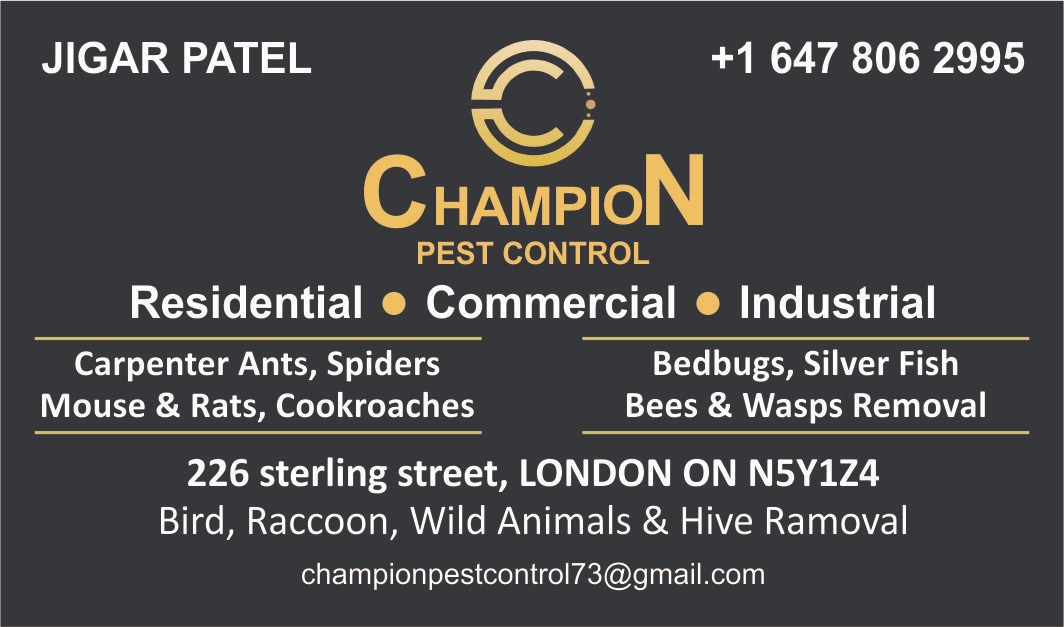 JIGAR PATEL
+1 647 806 2995
CHAMPION
PEST CONTROL
Residential ● Commercial ● Industrial
Carpenter Ants, Spiders
Mouse & Rats, Cookroaches
Bedbugs, Silver Fish
Bees & Wasps Removal
226 sterling street, LONDON ON N5Y1Z4
Bird, Raccoon, Wild Animals & Hive Ramoval
championpestcontrol73@gmail.com